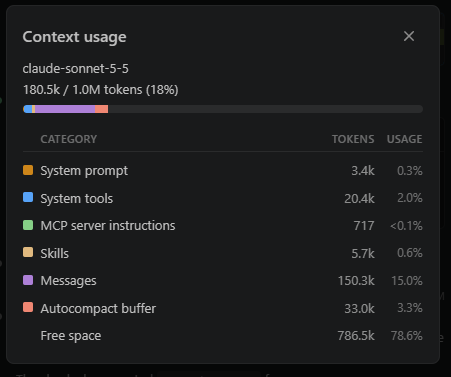 Context usage
claude-sonnet-5-5
180.5k / 1.0M tokens (18%)
CATEGORY TOKENS USAGE
System prompt 3.4k 0.3%
System tools 20.4k 2.0%
MCP server instructions 717 <0.1%
Skills 5.7k 0.6%
Messages 150.3k 15.0%
Autocompact buffer 33.0k 3.3%
Free space 786.5k 78.6%